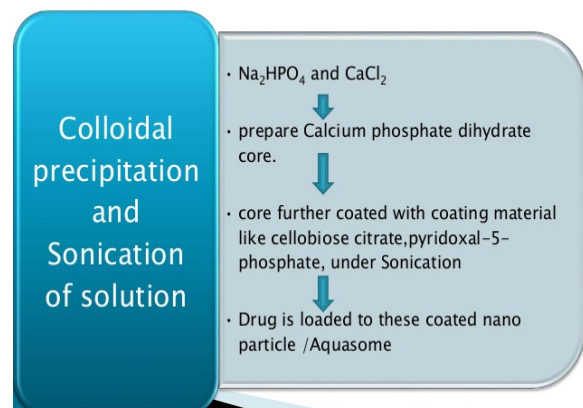 Colloidal
precipitation
and
Sonication
of solution
• Na₂HPO₄ and CaCl₂
• prepare Calcium phosphate dihydrate
core.
• core further coated with coating material
like cellobiose citrate,pyridoxal-5-
phosphate, under Sonication
• Drug is loaded to these coated nano
particle /Aquasome